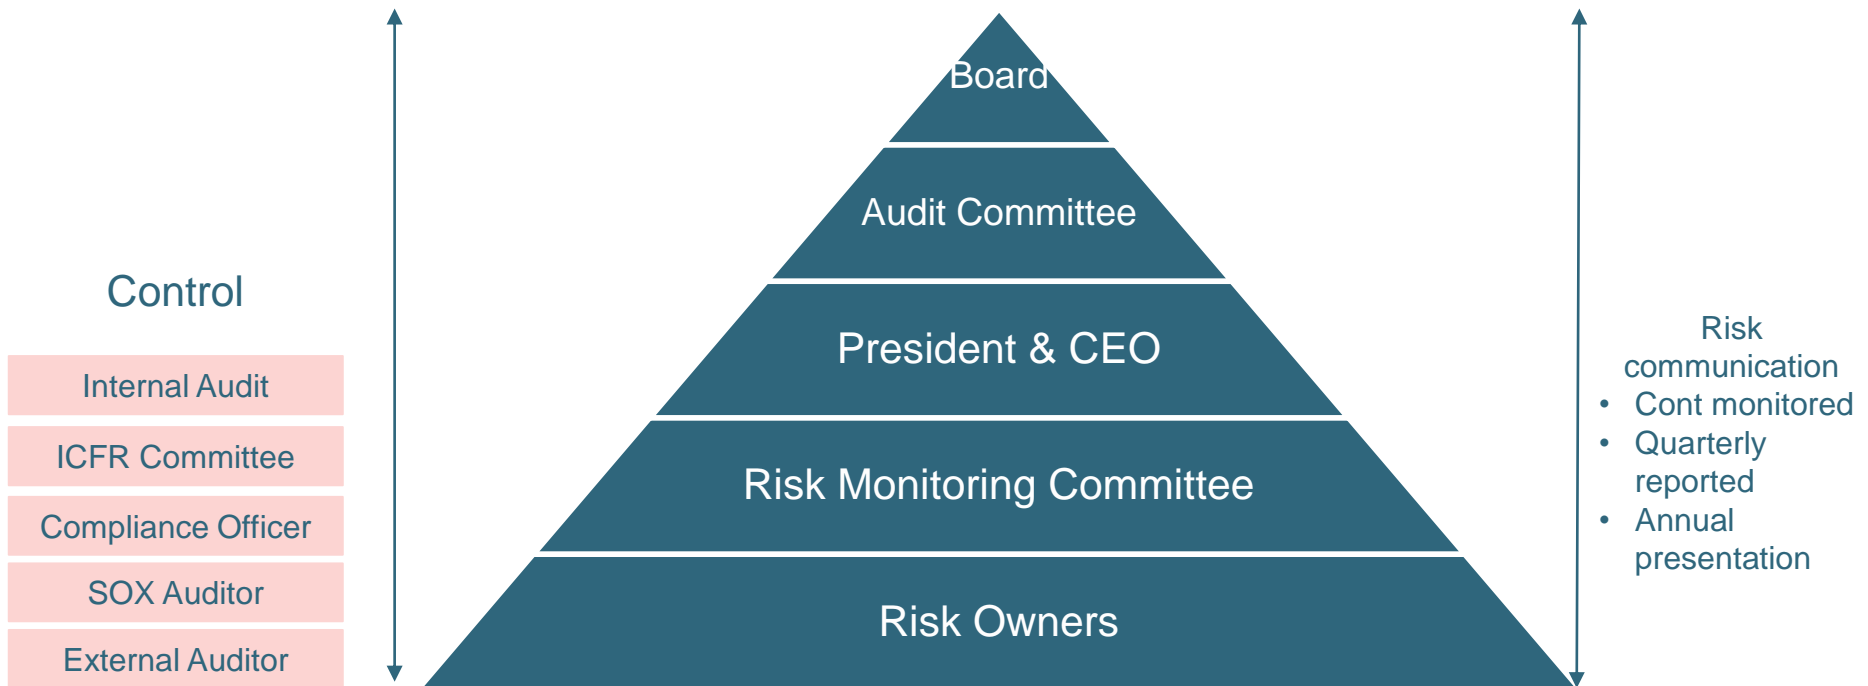 Control
Internal Audit
ICFR Committee
Compliance Officer
SOX Auditor
External Auditor
Board
Audit Committee
President & CEO
Risk Monitoring Committee
Risk Owners
Risk
communication
• Cont monitored
• Quarterly
reported
• Annual
presentation